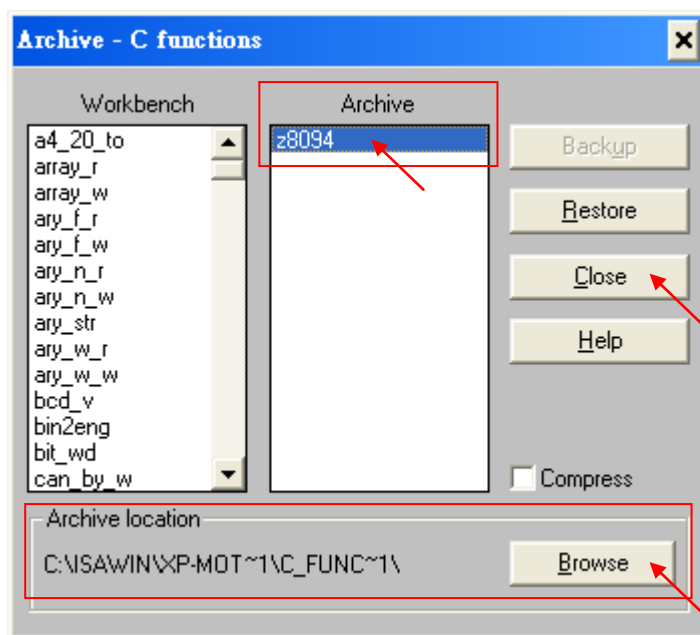 Archive - C functions
Workbench
Archive
a4_20_to
array_r
array_w
ary_f_r
ary_f_w
ary_n_r
ary_n_w
ary_str
ary_w_r
ary_w_w
bcd_v
bin2eng
bit_wd
can_by_w
z8094
Backup
Restore
Close
Help
Compress
Archive location
C:\ISAWIN\XP-MOT~1\C_FUNC~1\
Browse